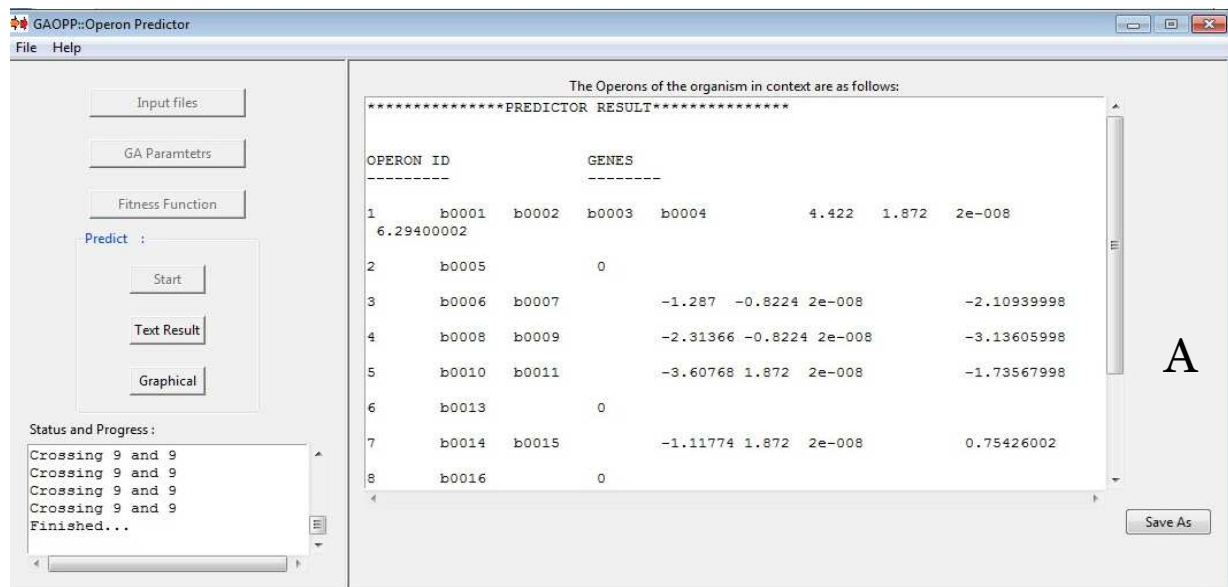 GAOPP::Operon Predictor
File Help
Input files
GA Paramtetrs
Fitness Function
Predict :
Start
Text Result
Graphical
Status and Progress :
Crossing 9 and 9
Crossing 9 and 9
Crossing 9 and 9
Crossing 9 and 9
Finished...
The Operons of the organism in context are as follows:
***************PREDICTOR RESULT***************
OPERON ID GENES
--------- --------
1 b0001 b0002 b0003 b0004 4.422 1.872 2e-008
6.29400002
2 b0005 0
3 b0006 b0007 -1.287 -0.8224 2e-008 -2.10939998
4 b0008 b0009 -2.31366 -0.8224 2e-008 -3.13605998
5 b0010 b0011 -3.60768 1.872 2e-008 -1.73567998
6 b0013 0
7 b0014 b0015 -1.11774 1.872 2e-008 0.75426002
8 b0016 0
Save As
A